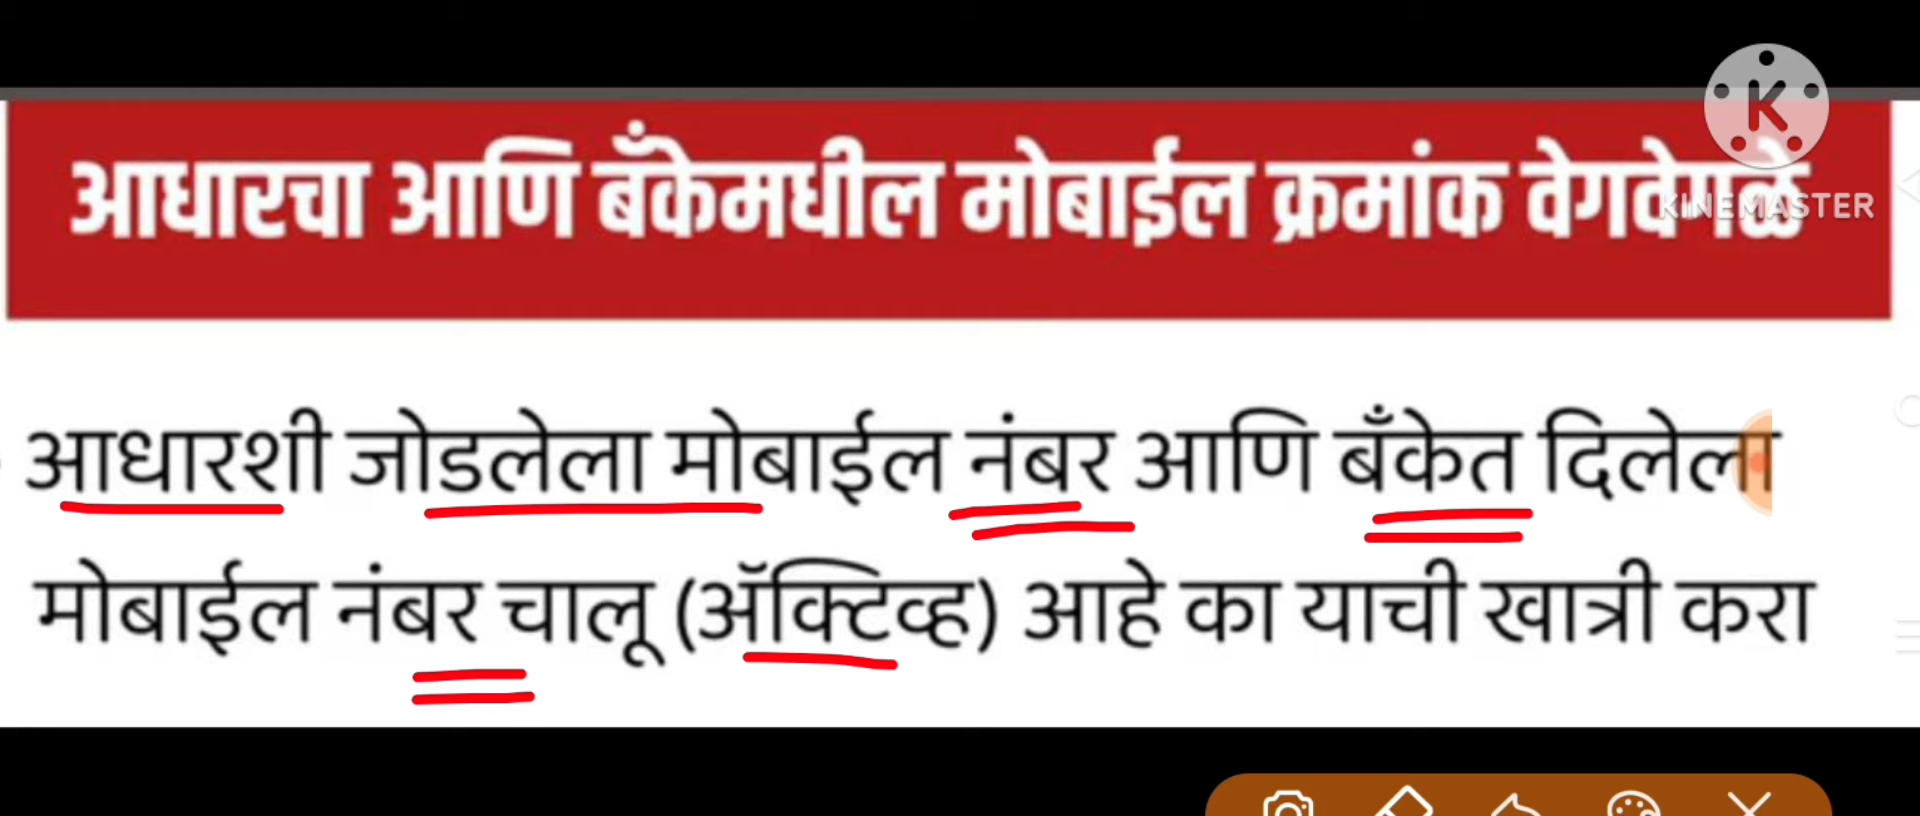 आधारचा आणि बँकेमधील मोबाईल क्रमांक वेगवेगळे
KINEMASTER
आधारशी जोडलेला मोबाईल नंबर आणि बँकेत दिलेला
मोबाईल नंबर चालू (ॲक्टिव्ह) आहे का याची खात्री करा